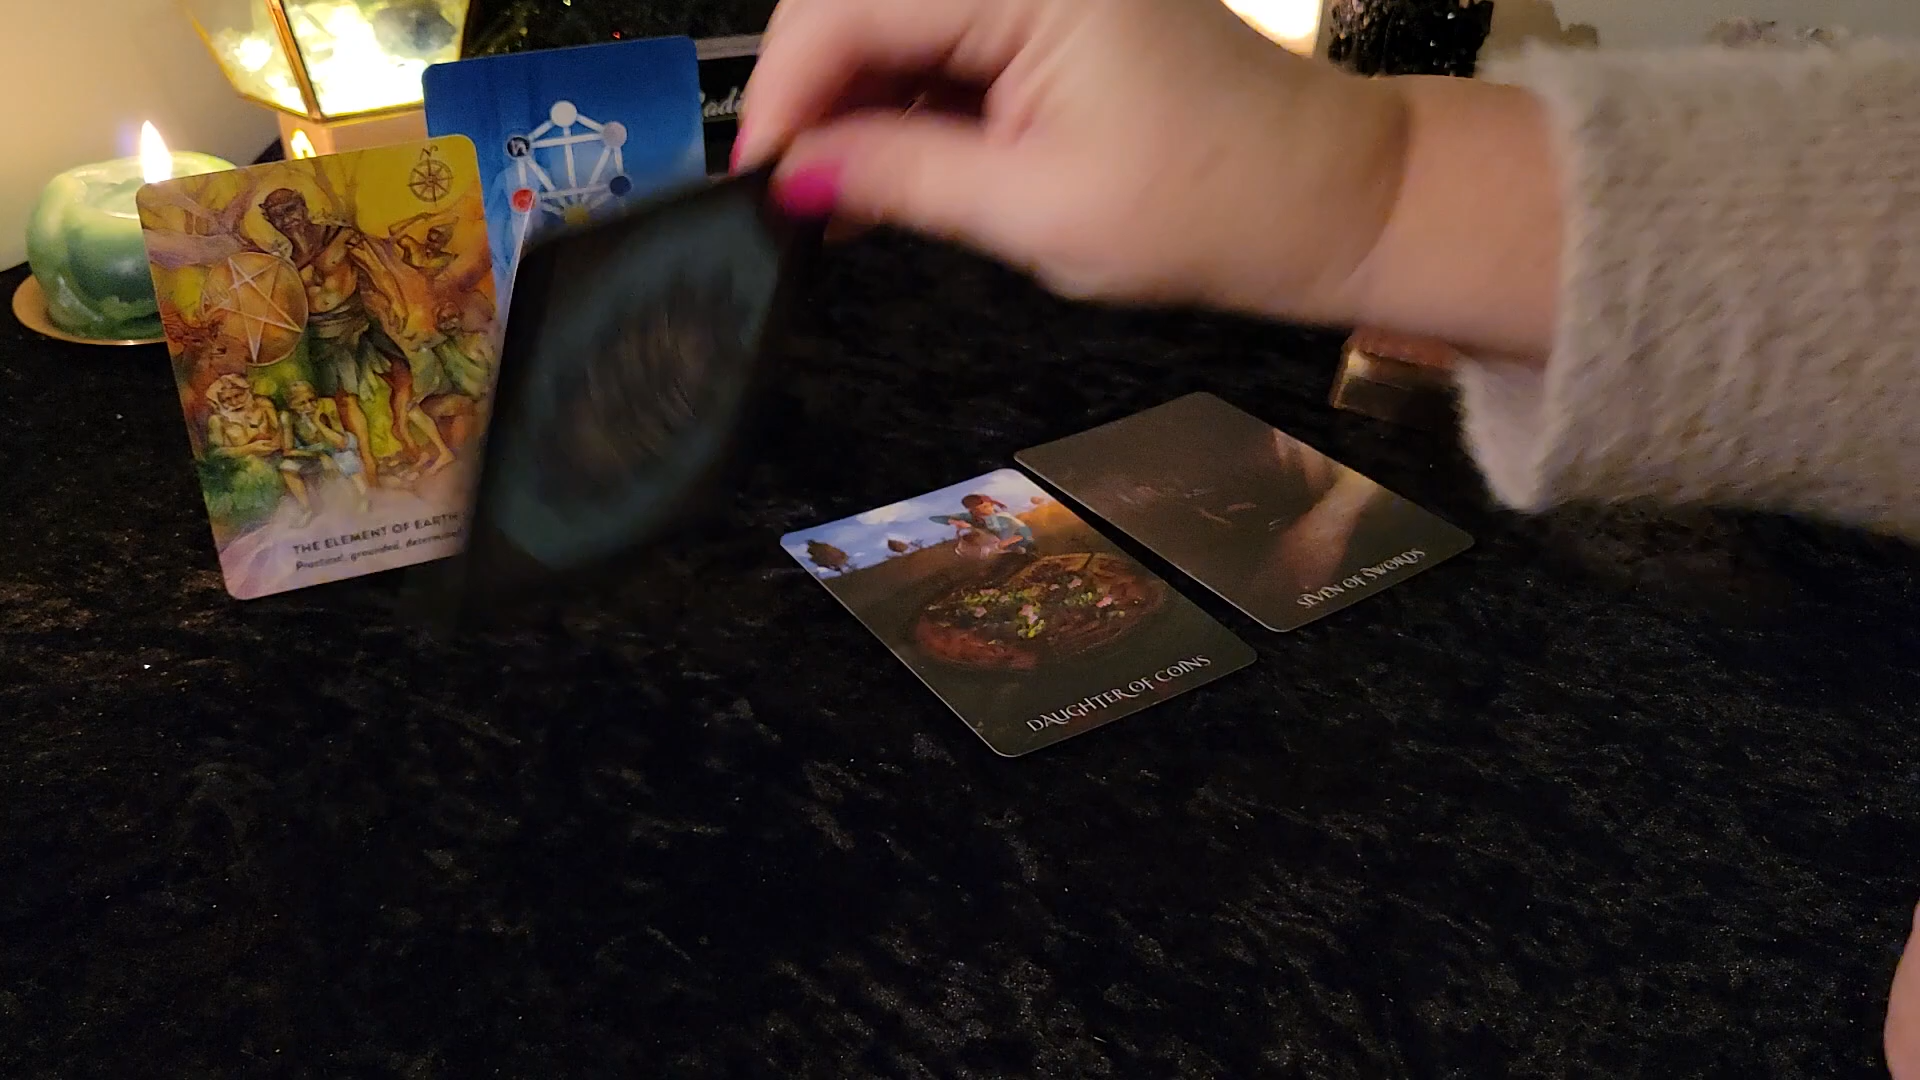 N
THE ELEMENT OF EARTH
Practical, grounded, determined
DAUGHTER OF COINS
SEVEN OF SWORDS